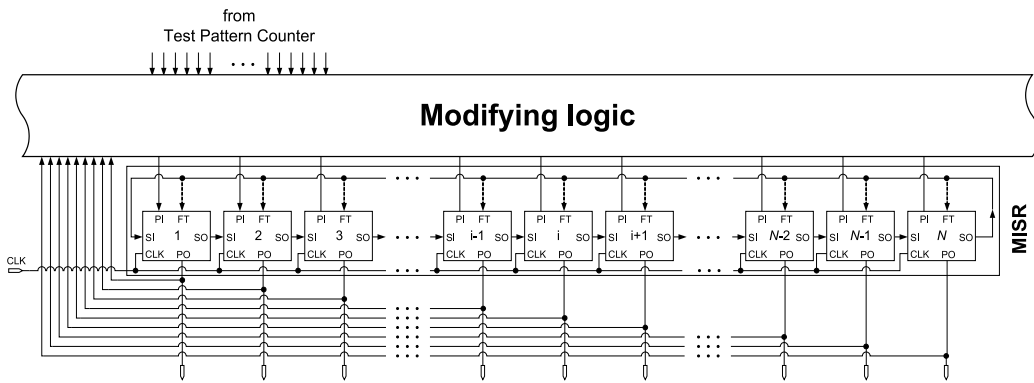 from
Test Pattern Counter
Modifying logic
PI FT PI FT PI FT PI FT PI FT PI FT PI FT PI FT PI
SI 1 SO SI 2 SO SI 3 SO SI i-1 SO SI i SO SI i+1 SO SI N-2 SO SI N-1 SO SI N SO
CLK PO CLK PO CLK PO CLK PO CLK PO CLK PO CLK PO CLK PO CLK PO
CLK
MISR